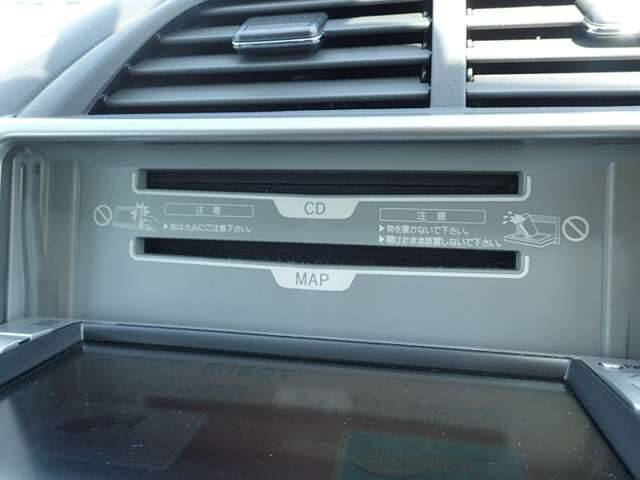 CD
注意
▶指はさみにご注意下さい。
注意
▶物を置かないで下さい。
▶開けたまま放置しないで下さい。
MAP